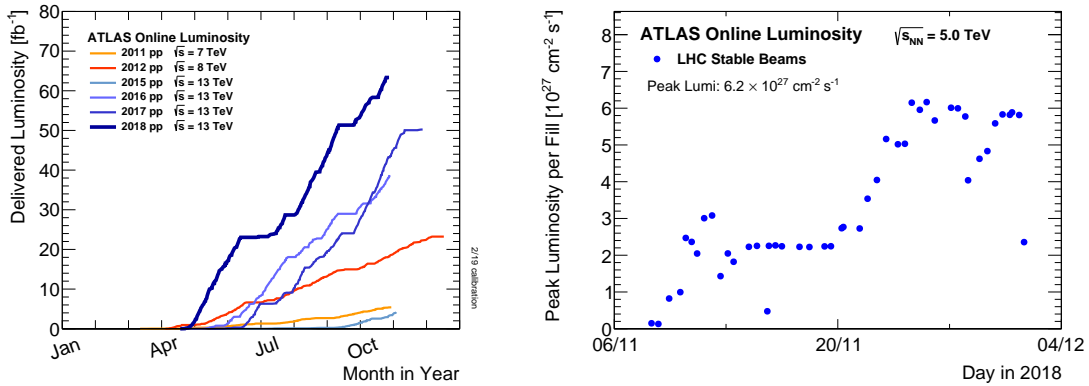 ATLAS Online Luminosity
2011 pp √s = 7 TeV
2012 pp √s = 8 TeV
2015 pp √s = 13 TeV
2016 pp √s = 13 TeV
2017 pp √s = 13 TeV
2018 pp √s = 13 TeV
Delivered Luminosity [fb⁻¹]
80
70
60
50
40
30
20
10
0
Jan
Apr
Jul
Oct
Month in Year
2/19 calibration
ATLAS Online Luminosity
√sNN = 5.0 TeV
LHC Stable Beams
Peak Lumi: 6.2 × 10²⁷ cm⁻² s⁻¹
Peak Luminosity per Fill [10²⁷ cm⁻² s⁻¹]
8
7
6
5
4
3
2
1
0
06/11
20/11
04/12
Day in 2018